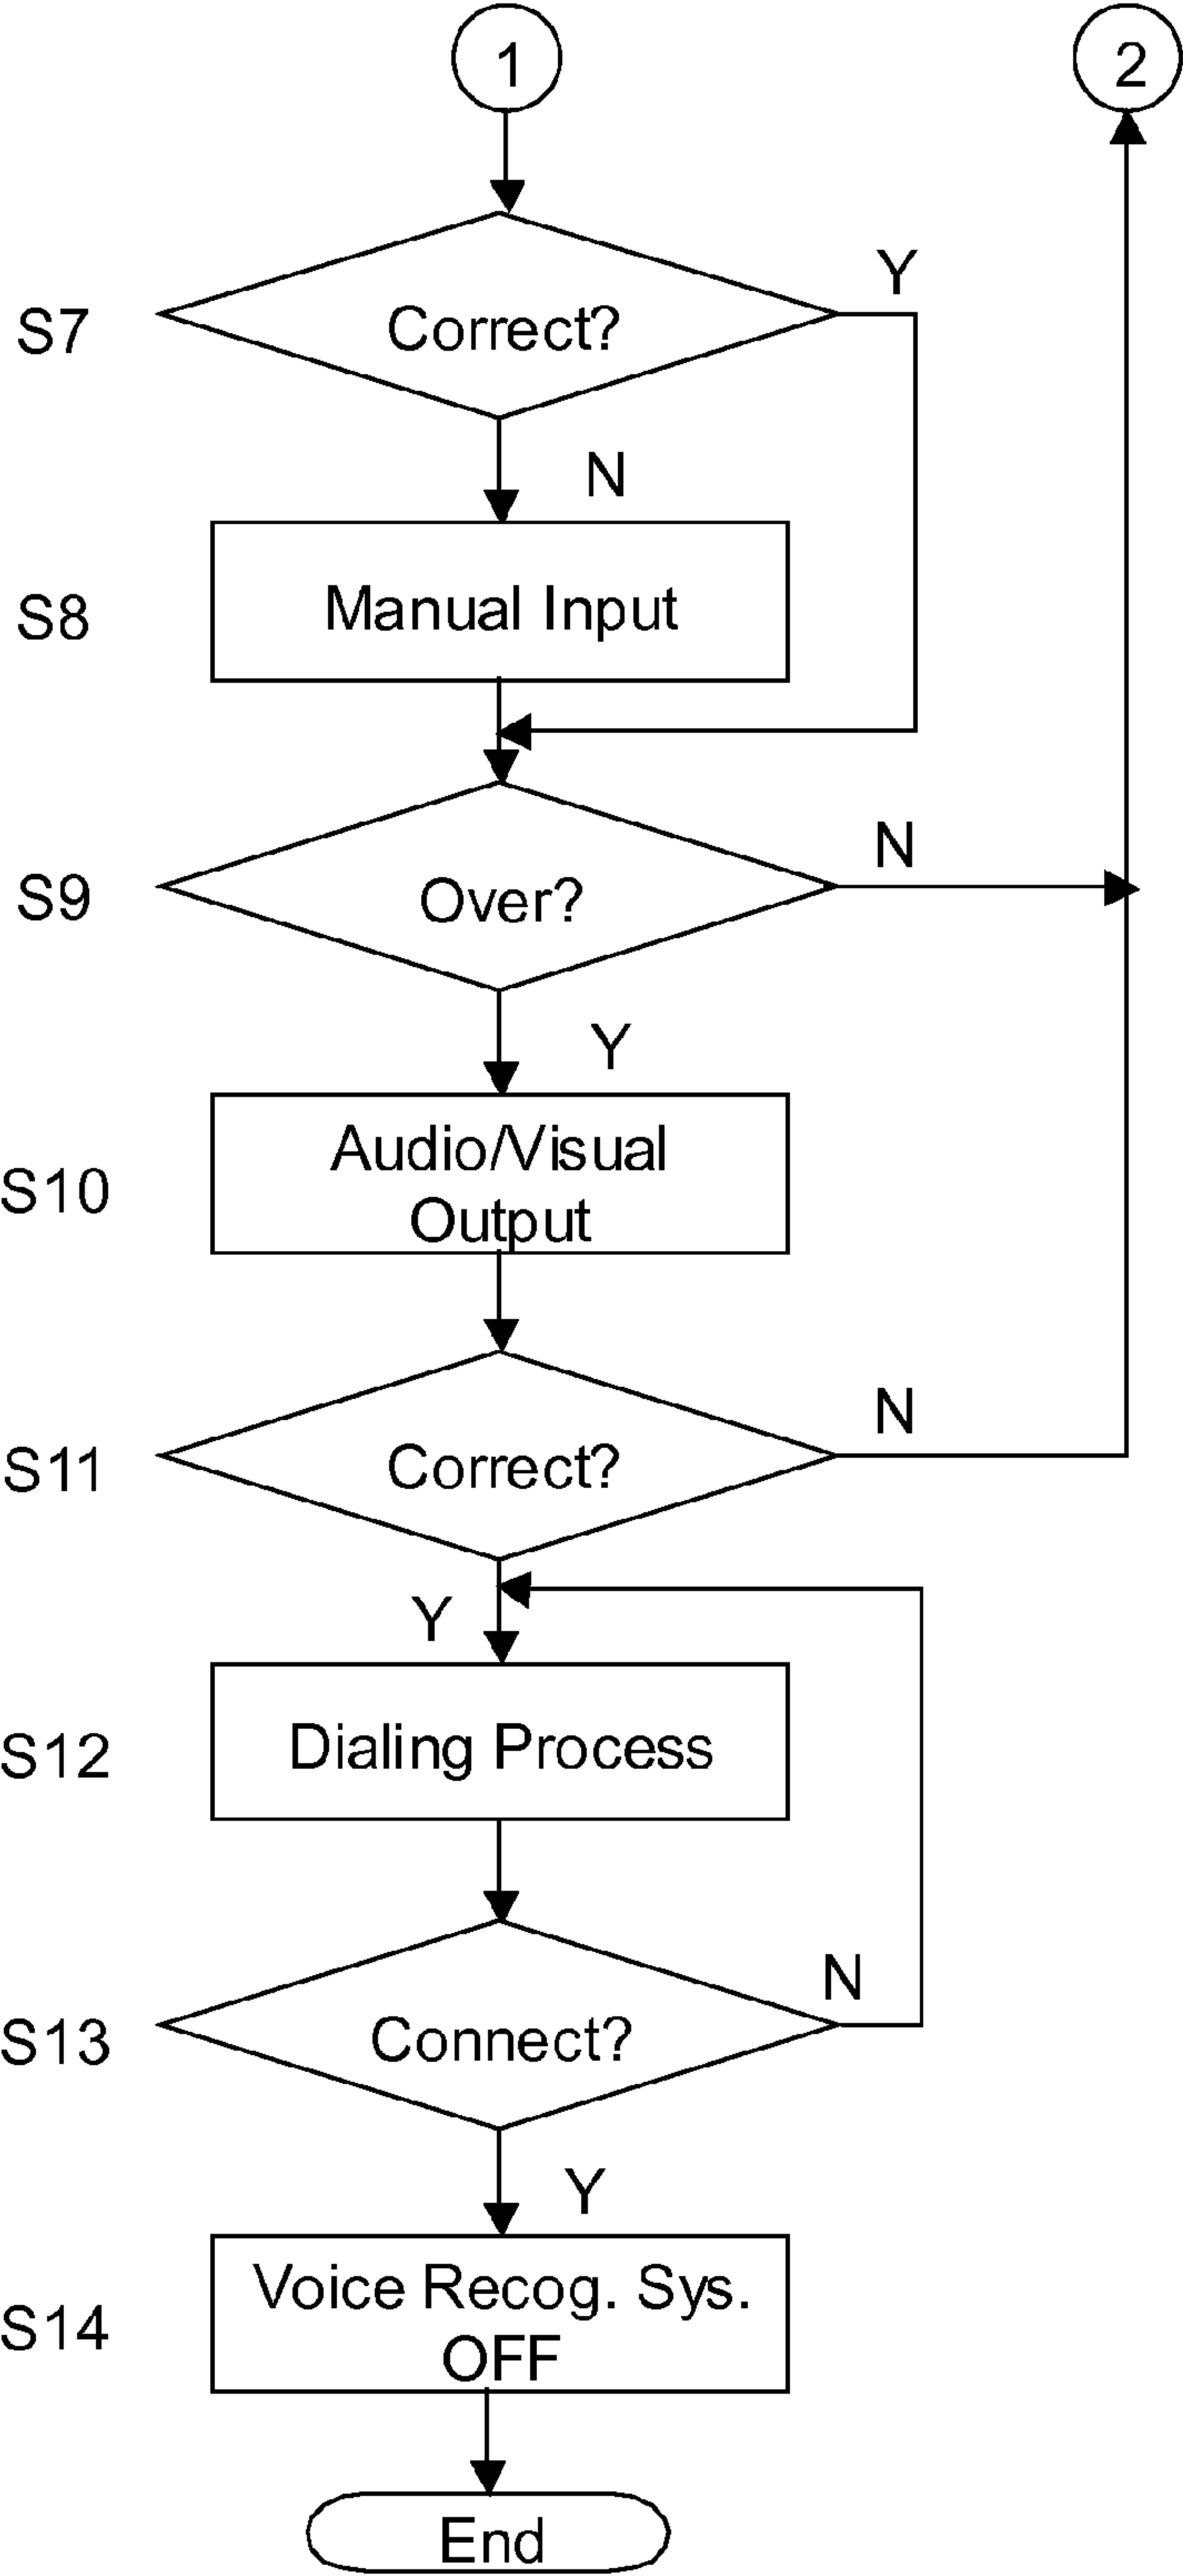 1
2
S7
Correct?
Y
N
S8
Manual Input
S9
Over?
N
Y
S10
Audio/Visual
Output
S11
Correct?
N
Y
S12
Dialing Process
S13
Connect?
N
Y
S14
Voice Recog. Sys.
OFF
End